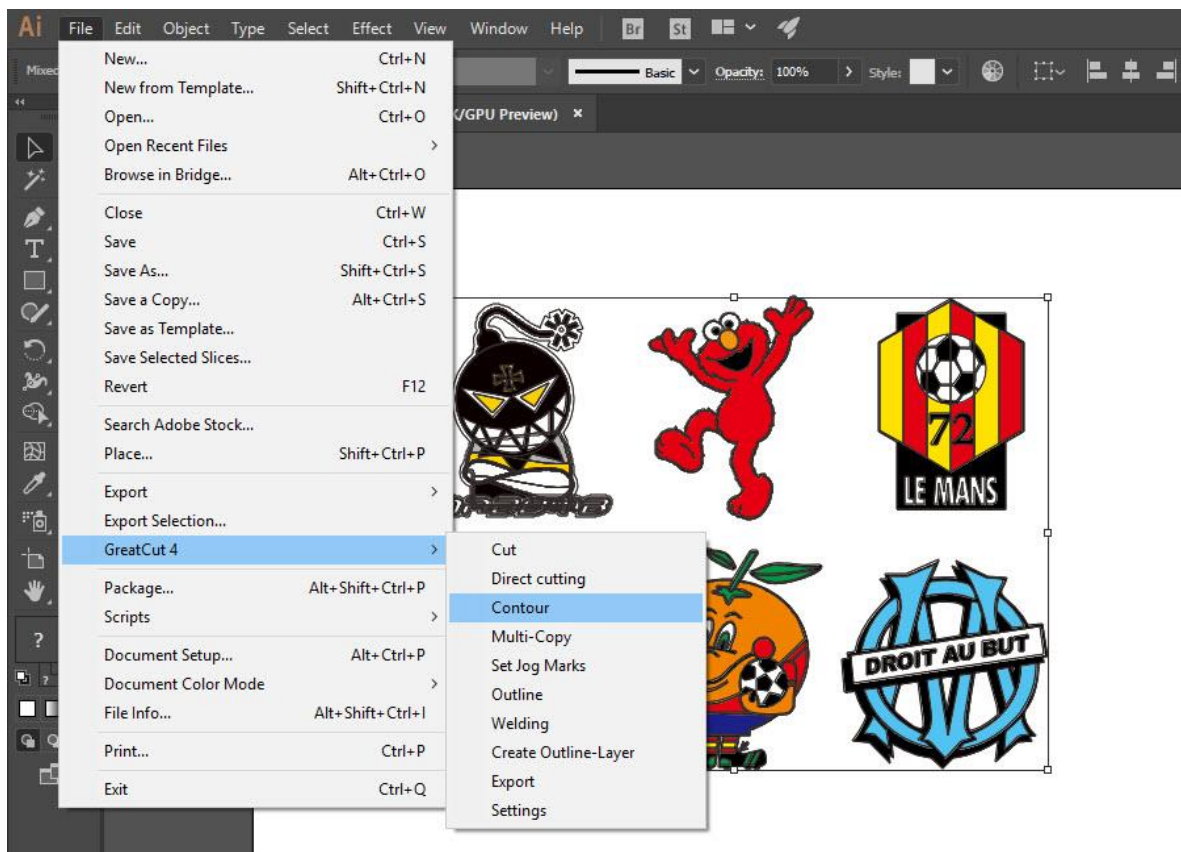 Ai File Edit Object Type Select Effect View Window Help Br St
Mixed Basic Opacity: 100% Style:
/GPU Preview) ×
New... Ctrl+N
New from Template... Shift+Ctrl+N
Open... Ctrl+O
Open Recent Files
Browse in Bridge... Alt+Ctrl+O
Close Ctrl+W
Save Ctrl+S
Save As... Shift+Ctrl+S
Save a Copy... Alt+Ctrl+S
Save as Template...
Save Selected Slices...
Revert F12
Search Adobe Stock...
Place... Shift+Ctrl+P
Export
Export Selection...
GreatCut 4
Package... Alt+Shift+Ctrl+P
Scripts
Document Setup... Alt+Ctrl+P
Document Color Mode
File Info... Alt+Shift+Ctrl+I
Print... Ctrl+P
Exit Ctrl+Q
Cut
Direct cutting
Contour
Multi-Copy
Set Jog Marks
Outline
Welding
Create Outline-Layer
Export
Settings
72
LE MANS
DROIT AU BUT